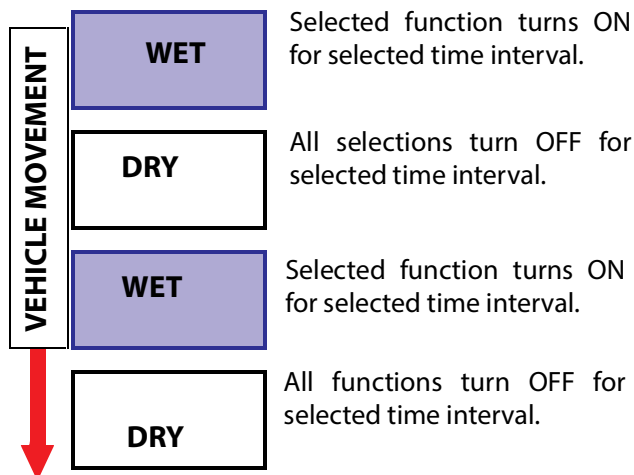 VEHICLE MOVEMENT
WET
Selected function turns ON
for selected time interval.
DRY
All selections turn OFF for
selected time interval.
WET
Selected function turns ON
for selected time interval.
DRY
All functions turn OFF for
selected time interval.